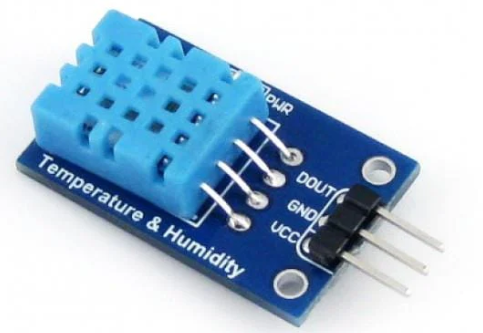 PWR
DOUT
GND
VCC
Temperature & Humidity